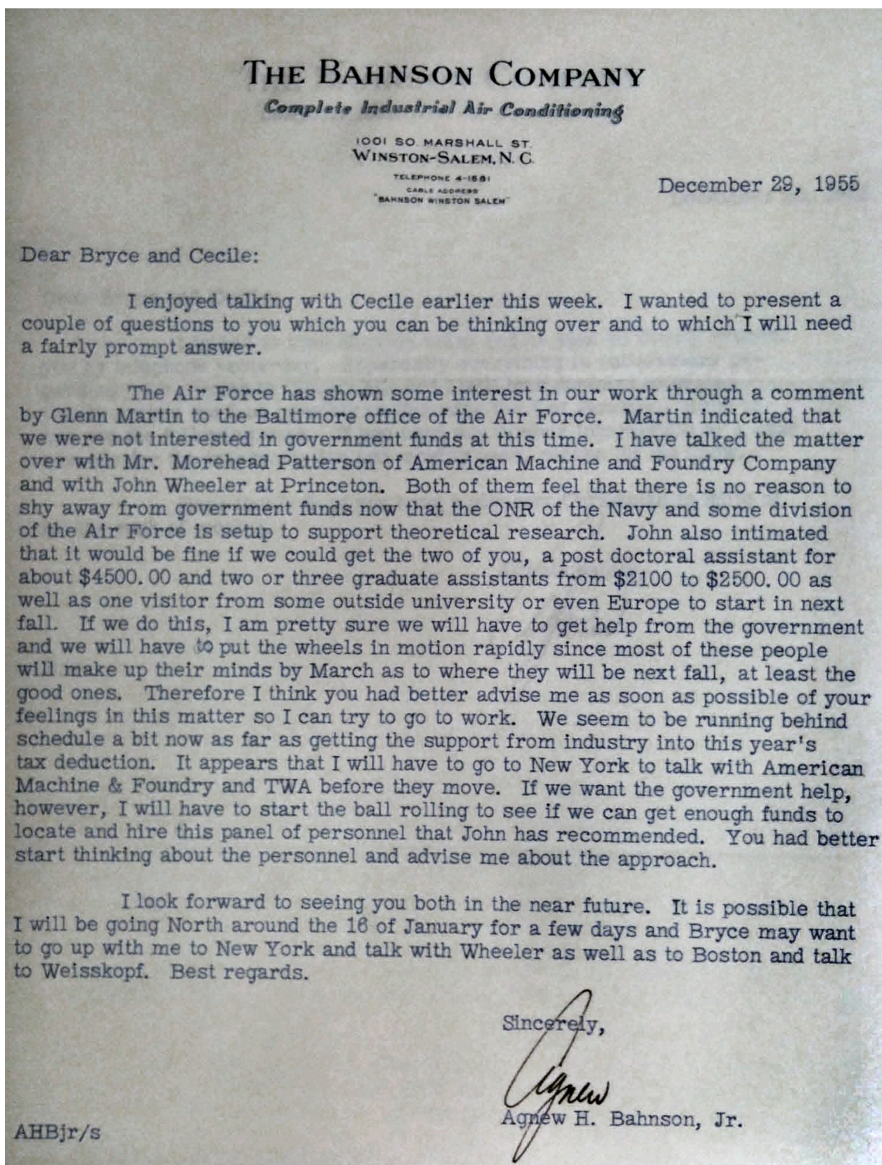 THE BAHNSON COMPANY
Complete Industrial Air Conditioning
1001 SO. MARSHALL ST.
WINSTON-SALEM, N. C.
TELEPHONE 4-1581
CABLE ADDRESS
"BAHNSON WINSTON SALEM"
December 29, 1955
Dear Bryce and Cecile:
I enjoyed talking with Cecile earlier this week. I wanted to present a
couple of questions to you which you can be thinking over and to which I will need
a fairly prompt answer.
The Air Force has shown some interest in our work through a comment
by Glenn Martin to the Baltimore office of the Air Force. Martin indicated that
we were not interested in government funds at this time. I have talked the matter
over with Mr. Morehead Patterson of American Machine and Foundry Company
and with John Wheeler at Princeton. Both of them feel that there is no reason to
shy away from government funds now that the ONR of the Navy and some division
of the Air Force is setup to support theoretical research. John also intimated
that it would be fine if we could get the two of you, a post doctoral assistant for
about $4500.00 and two or three graduate assistants from $2100 to $2500.00 as
well as one visitor from some outside university or even Europe to start in next
fall. If we do this, I am pretty sure we will have to get help from the government
and we will have to put the wheels in motion rapidly since most of these people
will make up their minds by March as to where they will be next fall, at least the
good ones. Therefore I think you had better advise me as soon as possible of your
feelings in this matter so I can try to go to work. We seem to be running behind
schedule a bit now as far as getting the support from industry into this year's
tax deduction. It appears that I will have to go to New York to talk with American
Machine & Foundry and TWA before they move. If we want the government help,
however, I will have to start the ball rolling to see if we can get enough funds to
locate and hire this panel of personnel that John has recommended. You had better
start thinking about the personnel and advise me about the approach.
I look forward to seeing you both in the near future. It is possible that
I will be going North around the 16 of January for a few days and Bryce may want
to go up with me to New York and talk with Wheeler as well as to Boston and talk
to Weisskopf. Best regards.
Sincerely,
Agnew
Agnew H. Bahnson, Jr.
AHBjr/s